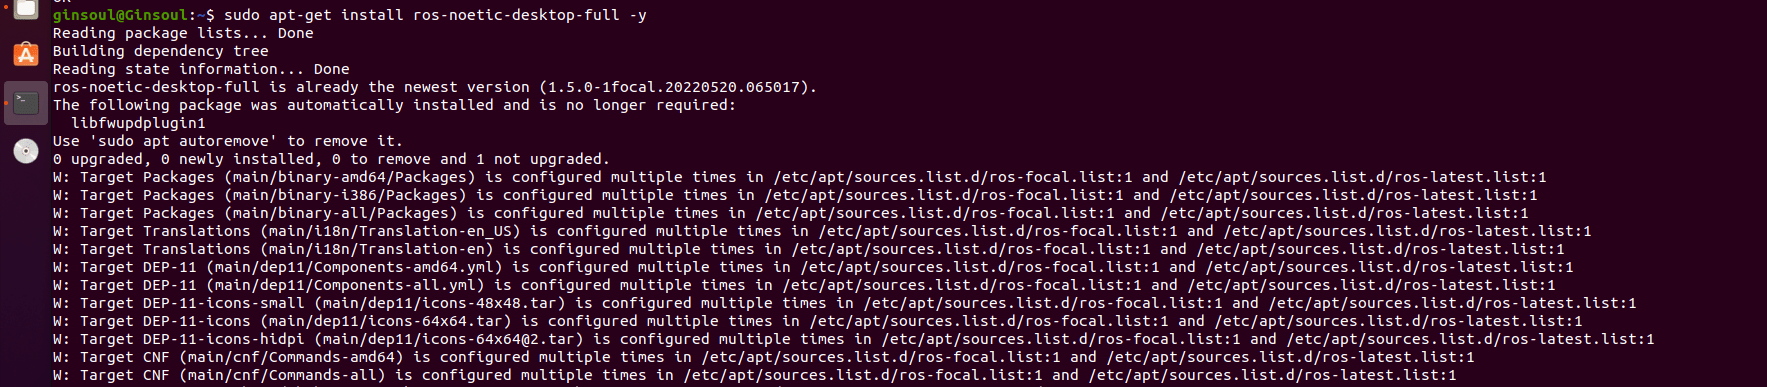 ginsoul@Ginsoul:~$ sudo apt-get install ros-noetic-desktop-full -y
Reading package lists... Done
Building dependency tree
Reading state information... Done
ros-noetic-desktop-full is already the newest version (1.5.0-1focal.20220520.065017).
The following package was automatically installed and is no longer required:
  libfwupdplugin1
Use 'sudo apt autoremove' to remove it.
0 upgraded, 0 newly installed, 0 to remove and 1 not upgraded.
W: Target Packages (main/binary-amd64/Packages) is configured multiple times in /etc/apt/sources.list.d/ros-focal.list:1 and /etc/apt/sources.list.d/ros-latest.list:1
W: Target Packages (main/binary-i386/Packages) is configured multiple times in /etc/apt/sources.list.d/ros-focal.list:1 and /etc/apt/sources.list.d/ros-latest.list:1
W: Target Packages (main/binary-all/Packages) is configured multiple times in /etc/apt/sources.list.d/ros-focal.list:1 and /etc/apt/sources.list.d/ros-latest.list:1
W: Target Translations (main/i18n/Translation-en_US) is configured multiple times in /etc/apt/sources.list.d/ros-focal.list:1 and /etc/apt/sources.list.d/ros-latest.list:1
W: Target Translations (main/i18n/Translation-en) is configured multiple times in /etc/apt/sources.list.d/ros-focal.list:1 and /etc/apt/sources.list.d/ros-latest.list:1
W: Target DEP-11 (main/dep11/Components-amd64.yml) is configured multiple times in /etc/apt/sources.list.d/ros-focal.list:1 and /etc/apt/sources.list.d/ros-latest.list:1
W: Target DEP-11 (main/dep11/Components-all.yml) is configured multiple times in /etc/apt/sources.list.d/ros-focal.list:1 and /etc/apt/sources.list.d/ros-latest.list:1
W: Target DEP-11-icons-small (main/dep11/icons-48x48.tar) is configured multiple times in /etc/apt/sources.list.d/ros-focal.list:1 and /etc/apt/sources.list.d/ros-latest.list:1
W: Target DEP-11-icons (main/dep11/icons-64x64.tar) is configured multiple times in /etc/apt/sources.list.d/ros-focal.list:1 and /etc/apt/sources.list.d/ros-latest.list:1
W: Target DEP-11-icons-hidpi (main/dep11/icons-64x64@2.tar) is configured multiple times in /etc/apt/sources.list.d/ros-focal.list:1 and /etc/apt/sources.list.d/ros-latest.list:1
W: Target CNF (main/cnf/Commands-amd64) is configured multiple times in /etc/apt/sources.list.d/ros-focal.list:1 and /etc/apt/sources.list.d/ros-latest.list:1
W: Target CNF (main/cnf/Commands-all) is configured multiple times in /etc/apt/sources.list.d/ros-focal.list:1 and /etc/apt/sources.list.d/ros-latest.list:1